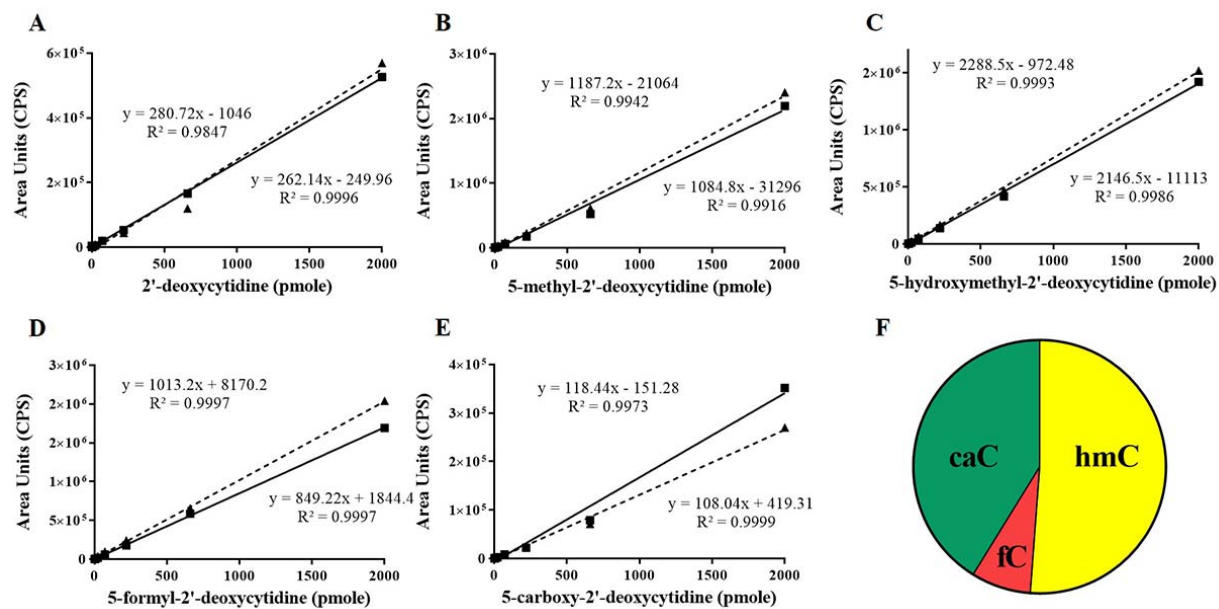 A
Area Units (CPS)
6×10⁵
4×10⁵
2×10⁵
0
y = 280.72x - 1046
R² = 0.9847
y = 262.14x - 249.96
R² = 0.9996
0 500 1000 1500 2000
2'-deoxycytidine (pmole)
B
Area Units (CPS)
3×10⁶
2×10⁶
1×10⁶
0
y = 1187.2x - 21064
R² = 0.9942
y = 1084.8x - 31296
R² = 0.9916
0 500 1000 1500 2000
5-methyl-2'-deoxycytidine (pmole)
C
Area Units (CPS)
2×10⁶
1×10⁶
5×10⁵
0
y = 2288.5x - 972.48
R² = 0.9993
y = 2146.5x - 11113
R² = 0.9986
0 500 1000 1500 2000
5-hydroxymethyl-2'-deoxycytidine (pmole)
D
Area Units (CPS)
3×10⁶
2×10⁶
2×10⁶
1×10⁶
5×10⁵
0
y = 1013.2x + 8170.2
R² = 0.9997
y = 849.22x + 1844.4
R² = 0.9997
0 500 1000 1500 2000
5-formyl-2'-deoxycytidine (pmole)
E
Area Units (CPS)
4×10⁵
3×10⁵
2×10⁵
1×10⁵
0
y = 118.44x - 151.28
R² = 0.9973
y = 108.04x + 419.31
R² = 0.9999
0 500 1000 1500 2000
5-carboxy-2'-deoxycytidine (pmole)
F
caC
hmC
fC